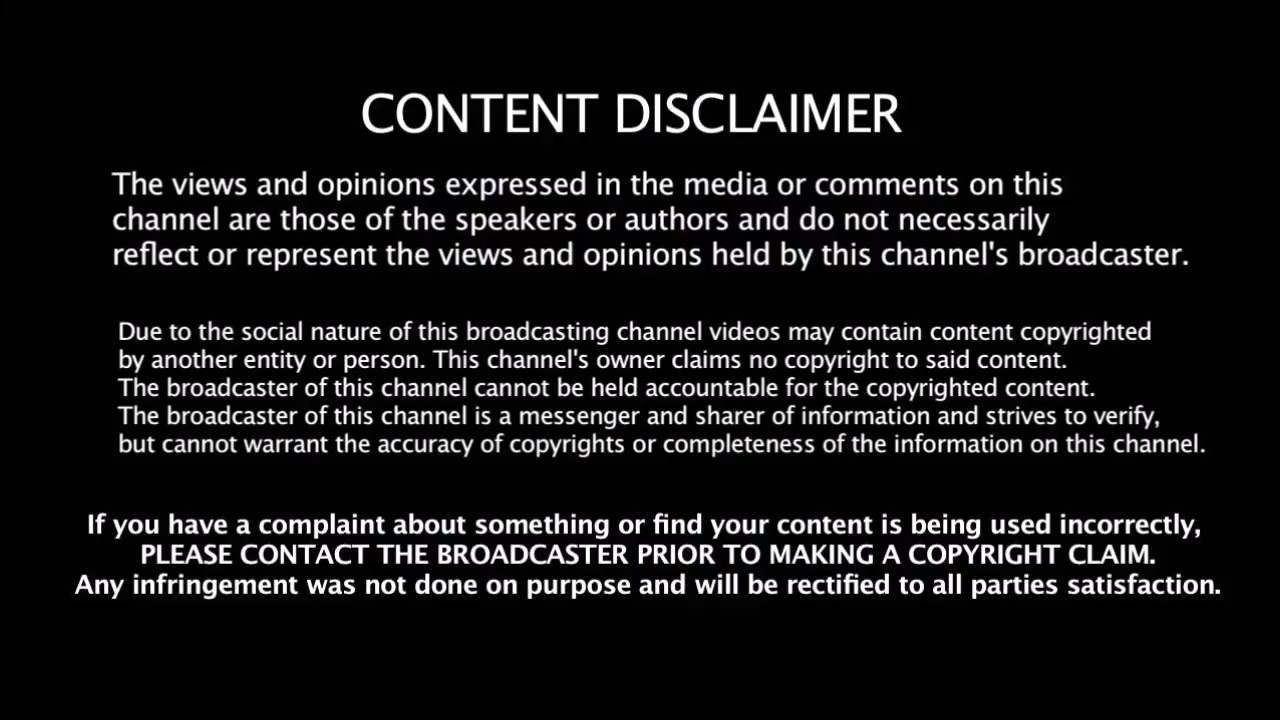 CONTENT DISCLAIMER
The views and opinions expressed in the media or comments on this
channel are those of the speakers or authors and do not necessarily
reflect or represent the views and opinions held by this channel's broadcaster.
Due to the social nature of this broadcasting channel videos may contain content copyrighted
by another entity or person. This channel's owner claims no copyright to said content.
The broadcaster of this channel cannot be held accountable for the copyrighted content.
The broadcaster of this channel is a messenger and sharer of information and strives to verify,
but cannot warrant the accuracy of copyrights or completeness of the information on this channel.
If you have a complaint about something or find your content is being used incorrectly,
PLEASE CONTACT THE BROADCASTER PRIOR TO MAKING A COPYRIGHT CLAIM.
Any infringement was not done on purpose and will be rectified to all parties satisfaction.